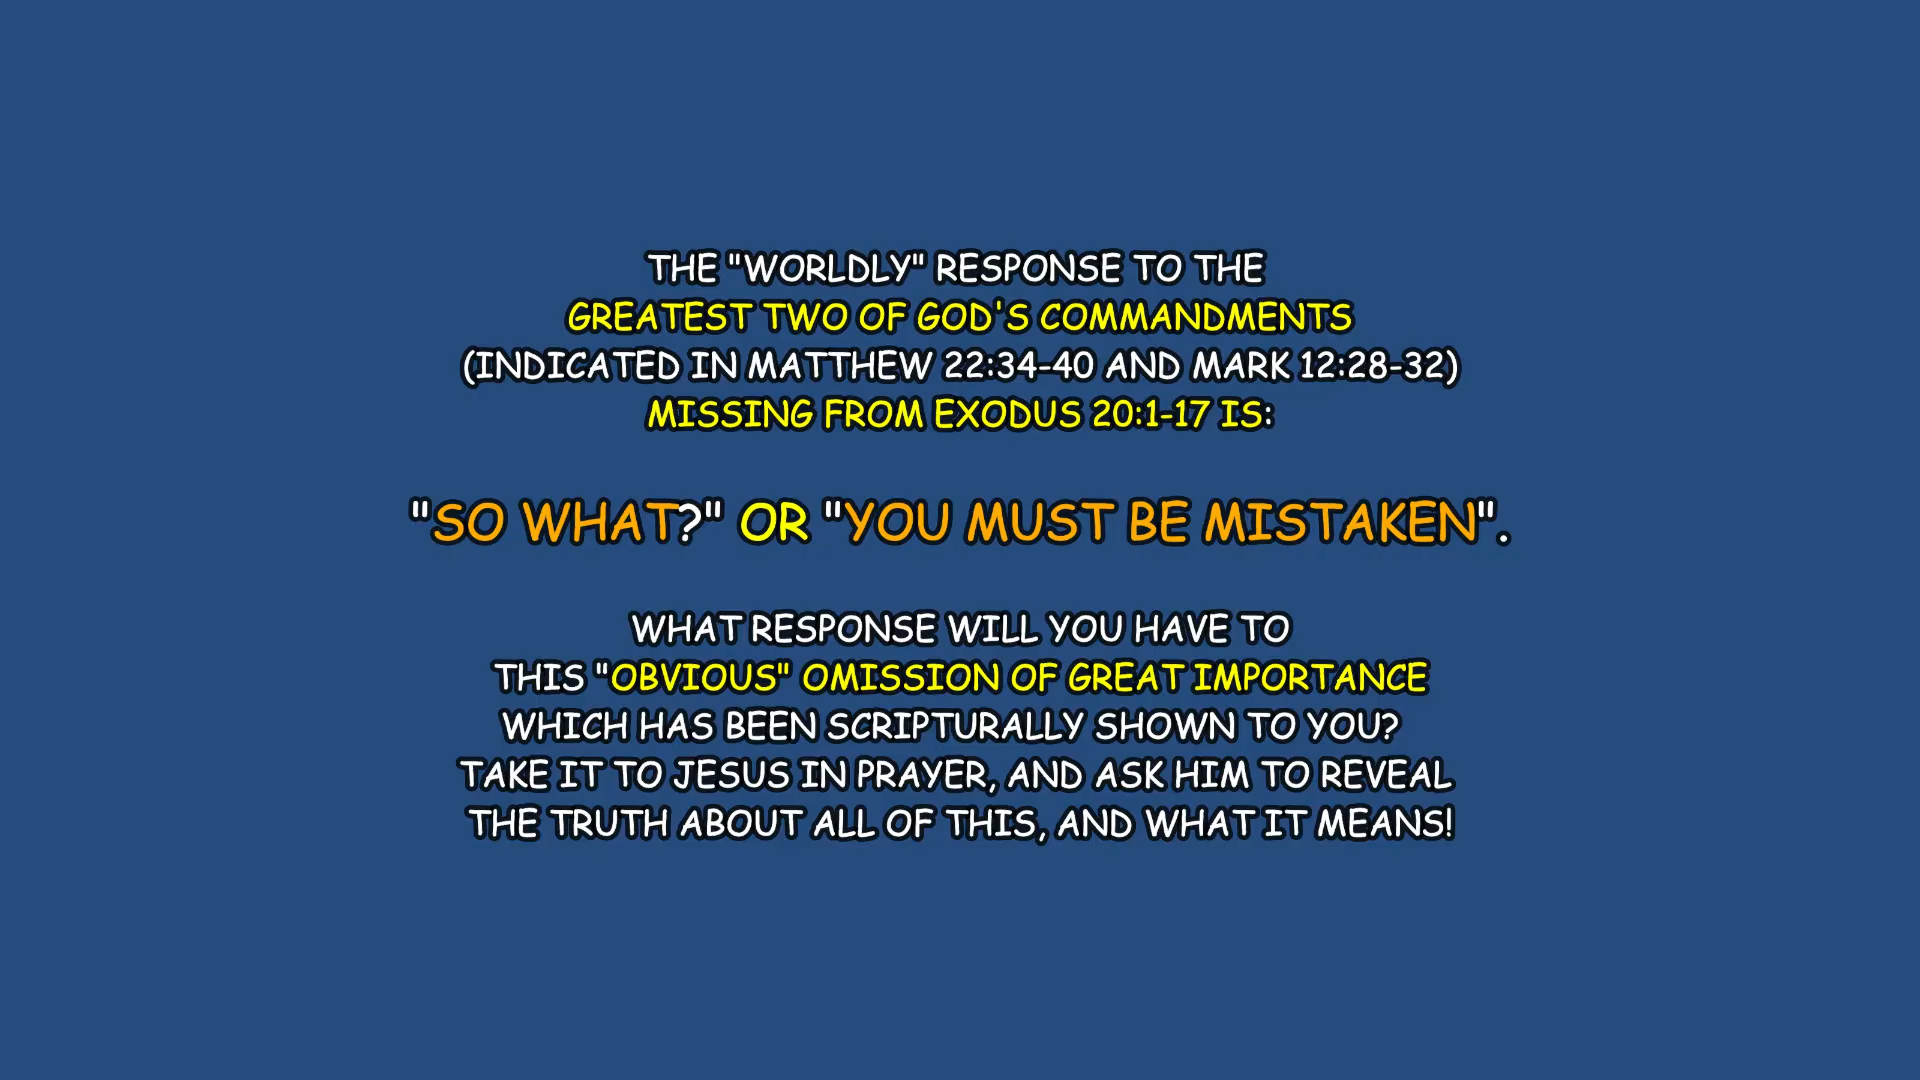 THE "WORLDLY" RESPONSE TO THE
GREATEST TWO OF GOD'S COMMANDMENTS
(INDICATED IN MATTHEW 22:34-40 AND MARK 12:28-32)
MISSING FROM EXODUS 20:1-17 IS:
"SO WHAT?" OR "YOU MUST BE MISTAKEN".
WHAT RESPONSE WILL YOU HAVE TO
THIS "OBVIOUS" OMISSION OF GREAT IMPORTANCE
WHICH HAS BEEN SCRIPTURALLY SHOWN TO YOU?
TAKE IT TO JESUS IN PRAYER, AND ASK HIM TO REVEAL
THE TRUTH ABOUT ALL OF THIS, AND WHAT IT MEANS!